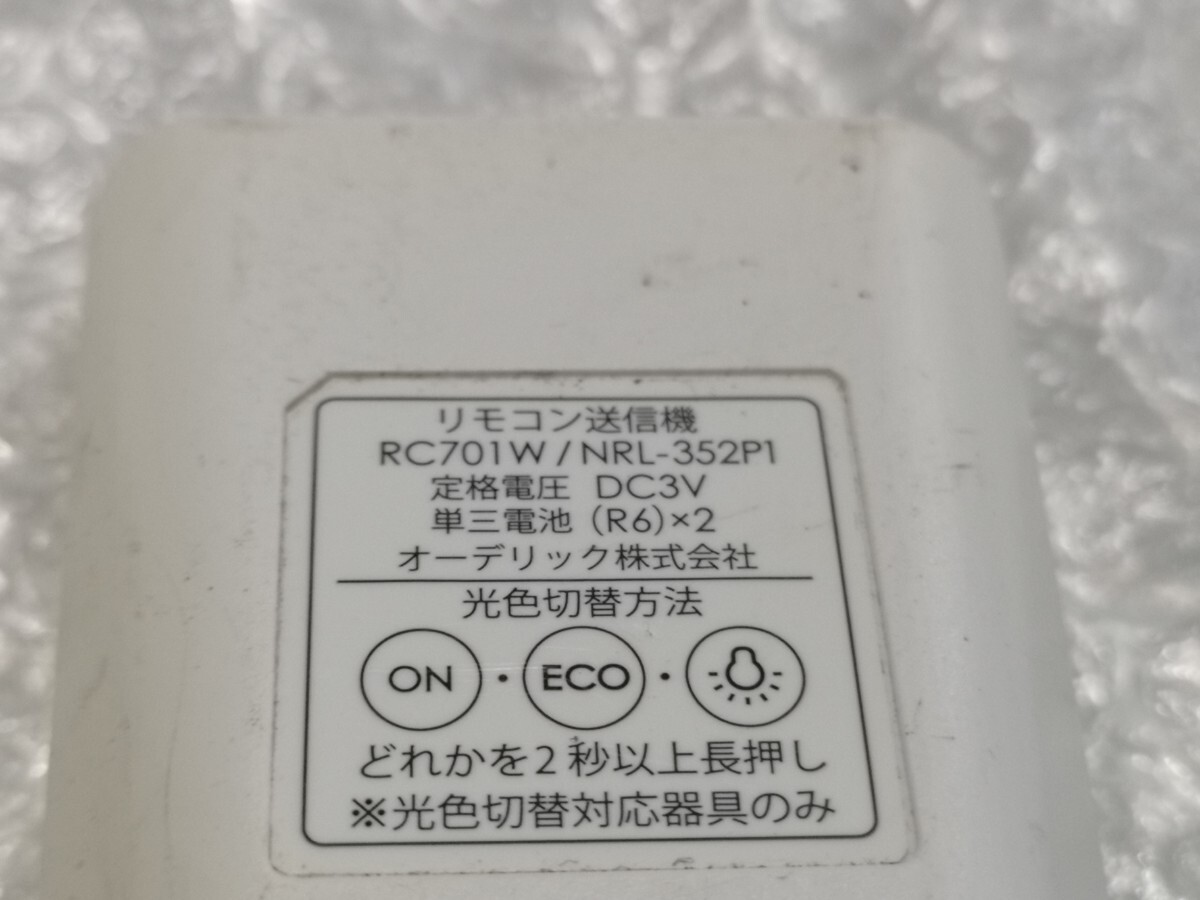 リモコン送信機
RC701W / NRL-352P1
定格電圧 DC3V
単三電池 (R6)×2
オーデリック株式会社
光色切替方法
ON・ECO・
どれかを2秒以上長押し
※光色切替対応器具のみ